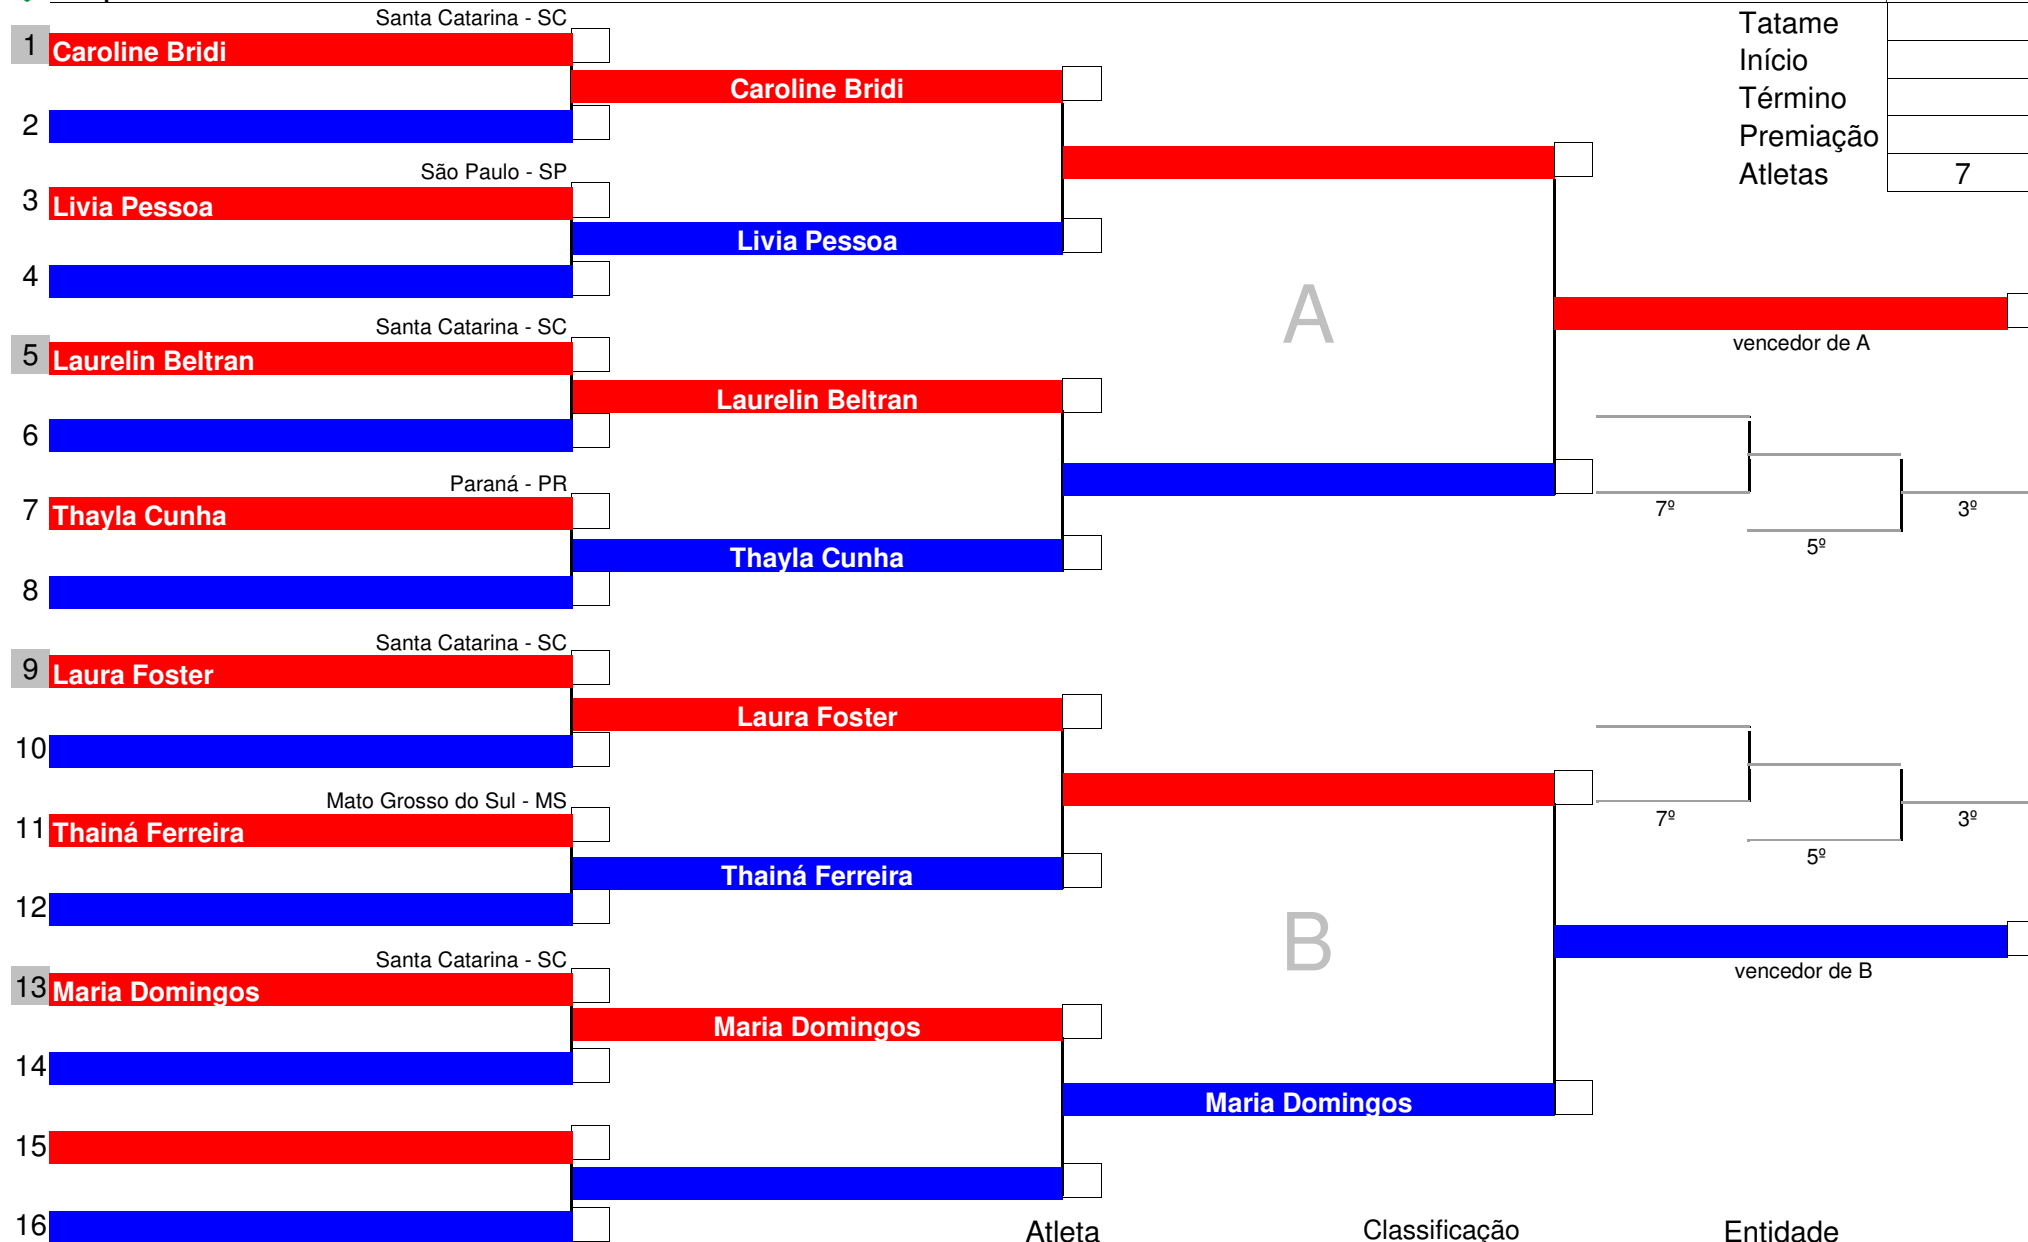 Santa Catarina - SC
1 Caroline Bridi
Caroline Bridi
2
São Paulo - SP
3 Livia Pessoa
Livia Pessoa
4
Santa Catarina - SC
5 Laurelin Beltran
Laurelin Beltran
6
Paraná - PR
7 Thayla Cunha
Thayla Cunha
8
Santa Catarina - SC
9 Laura Foster
Laura Foster
10
Mato Grosso do Sul - MS
11 Thainá Ferreira
Thainá Ferreira
12
Santa Catarina - SC
13 Maria Domingos
Maria Domingos
14
Maria Domingos
15
16
A
B
Tatame
Início
Término
Premiação
Atletas 7
vencedor de A
7º
3º
5º
7º
3º
5º
vencedor de B
Atleta Classificação Entidade